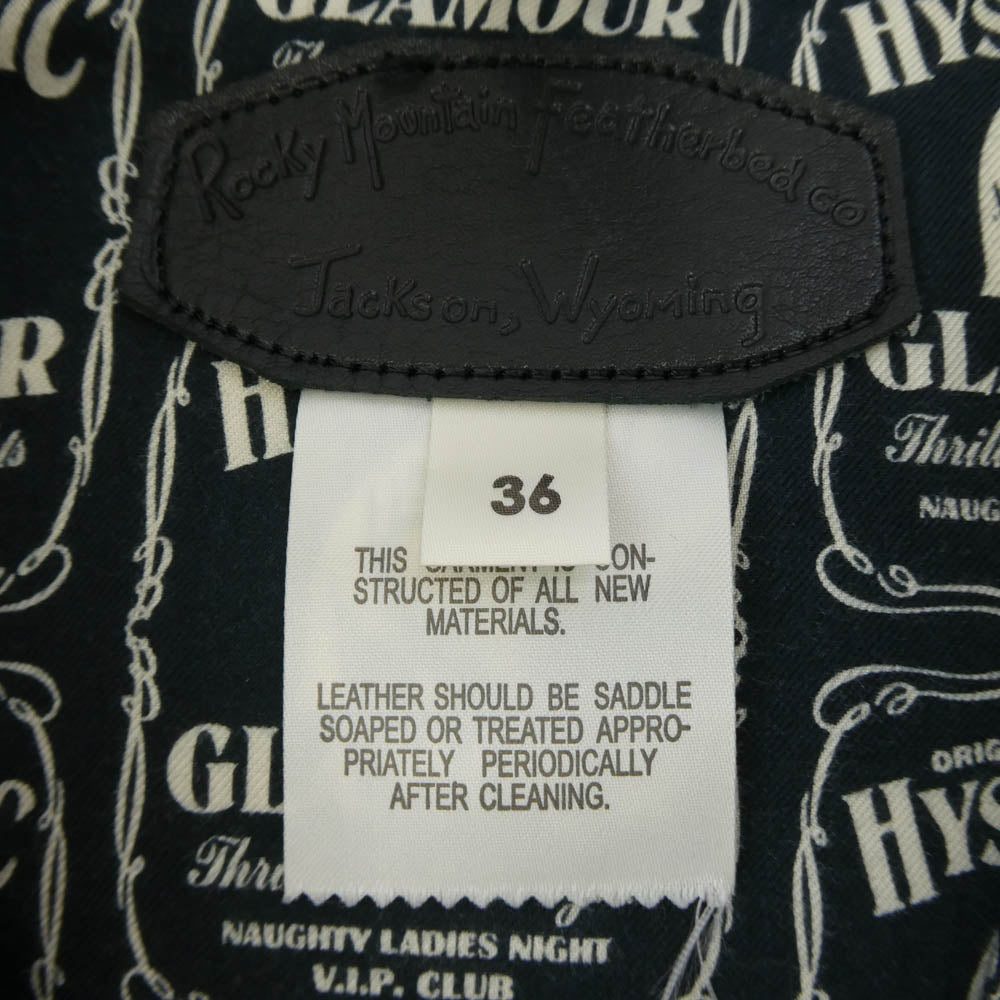 GLAMOUR
HYS
Rocky Mountain Featherbed co
Jackson, Wyoming
GLA
Thrill
NAUG
H
36
THIS GARMENT IS CON-
STRUCTED OF ALL NEW
MATERIALS.
LEATHER SHOULD BE SADDLE
SOAPED OR TREATED APPRO-
PRIATELY PERIODICALLY
AFTER CLEANING.
GL
ORIG
HYS
Thr
NAUGHTY LADIES NIGHT
V.I.P. CLUB